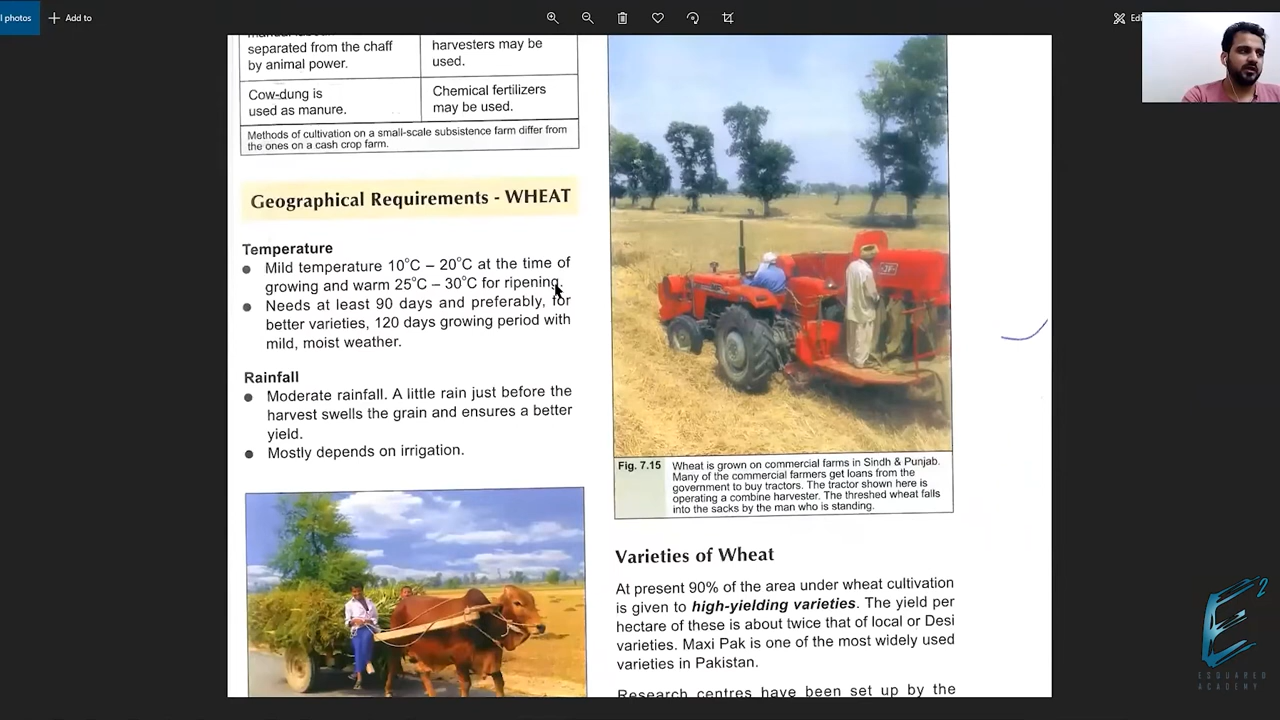 l photos
Add to
Edi
separated from the chaff
by animal power.
harvesters may be
used.
Cow-dung is
used as manure.
Chemical fertilizers
may be used.
Methods of cultivation on a small-scale subsistence farm differ from
the ones on a cash crop farm.
Geographical Requirements - WHEAT
Temperature
● Mild temperature 10°C – 20°C at the time of
growing and warm 25°C – 30°C for ripening.
● Needs at least 90 days and preferably, for
better varieties, 120 days growing period with
mild, moist weather.
Rainfall
● Moderate rainfall. A little rain just before the
harvest swells the grain and ensures a better
yield.
● Mostly depends on irrigation.
Fig. 7.15 Wheat is grown on commercial farms in Sindh & Punjab.
Many of the commercial farmers get loans from the
government to buy tractors. The tractor shown here is
operating a combine harvester. The threshed wheat falls
into the sacks by the man who is standing.
Varieties of Wheat
At present 90% of the area under wheat cultivation
is given to high-yielding varieties. The yield per
hectare of these is about twice that of local or Desi
varieties. Maxi Pak is one of the most widely used
varieties in Pakistan.
Research centres have been set up by the
E2
ESQUARED
ACADEMY